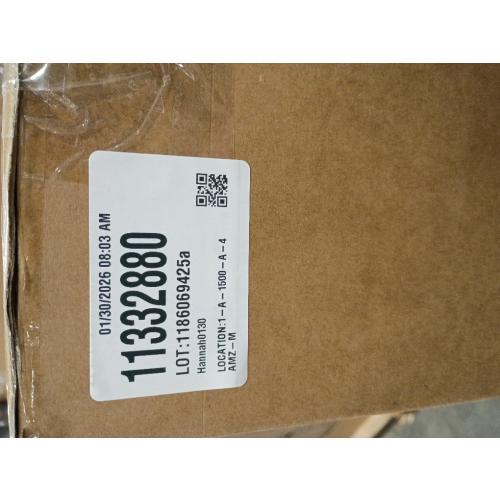 01/30/2026 08:03 AM
11332880
LOT:1186069425a
Hannah0130
LOCATION:1-A-1500-A-4
AMZ-M